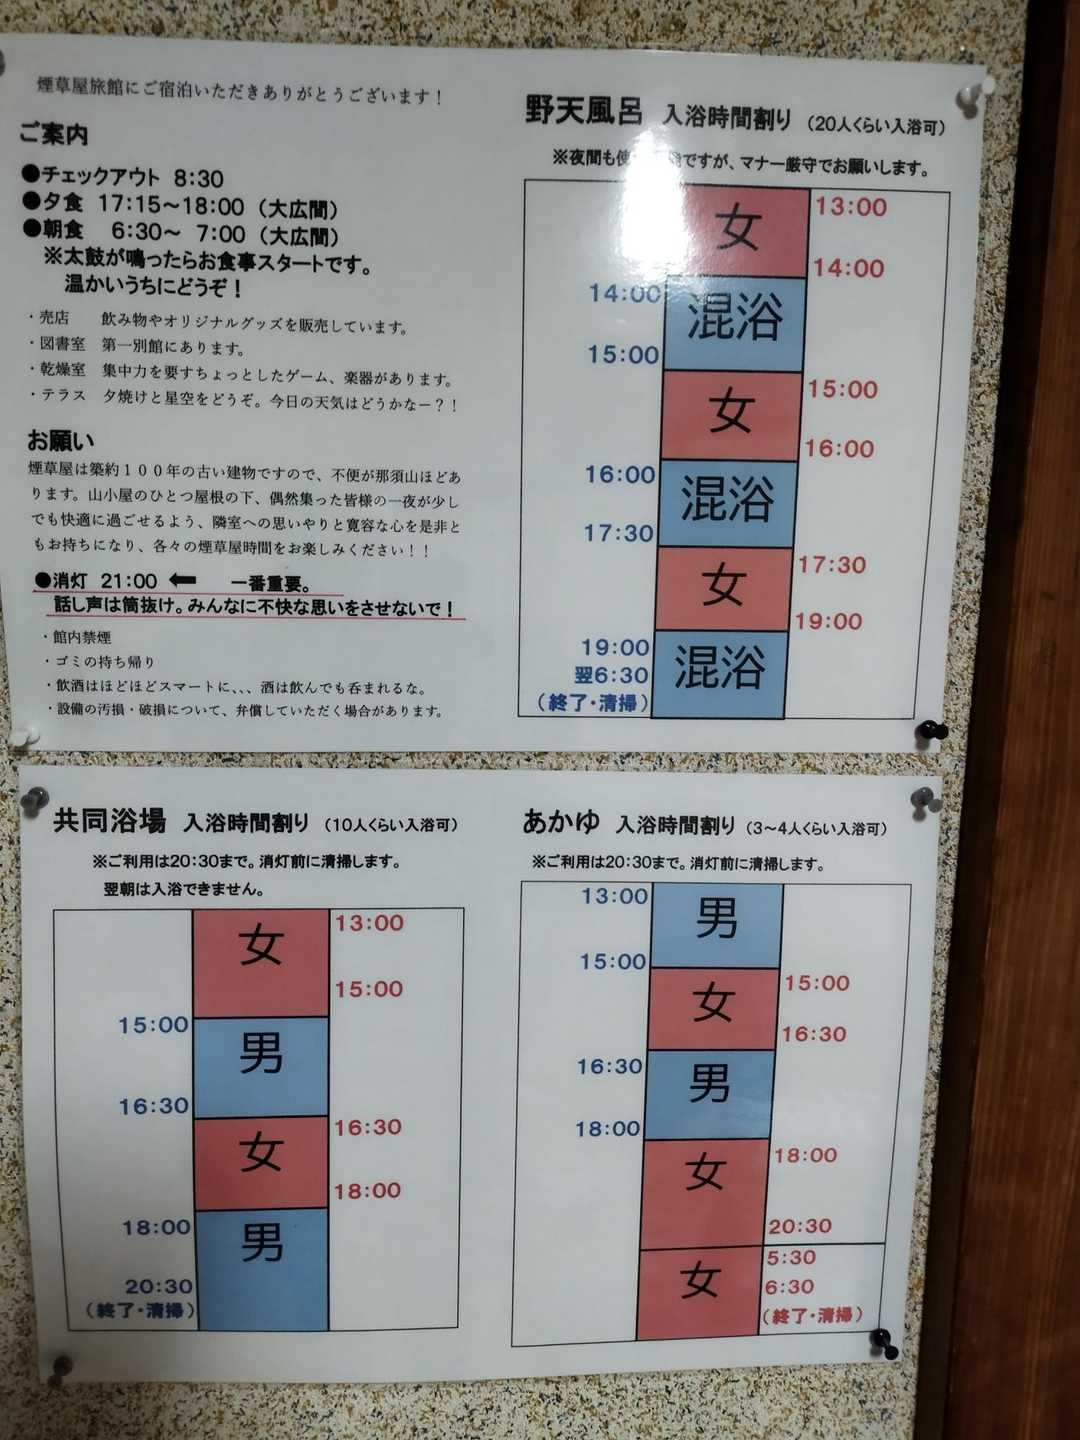 煙草屋旅館にご宿泊いただきありがとうございます！
ご案内
●チェックアウト 8:30
●夕食 17:15～18:00（大広間）
●朝食 6:30～ 7:00（大広間）
※太鼓が鳴ったらお食事スタートです。
温かいうちにどうぞ！
・売店 飲み物やオリジナルグッズを販売しています。
・図書室 第一別館にあります。
・乾燥室 集中力を要すちょっとしたゲーム、楽器があります。
・テラス 夕焼けと星空をどうぞ。今日の天気はどうかなー？！
お願い
煙草屋は築約１００年の古い建物ですので、不便が那須山ほどあ
ります。山小屋のひとつ屋根の下、偶然集った皆様の一夜が少し
でも快適に過ごせるよう、隣室への思いやりと寛容な心を是非と
もお持ちになり、各々の煙草屋時間をお楽しみください！！
●消灯 21:00 ⬅ 一番重要。
話し声は筒抜け。みんなに不快な思いをさせないで！
・館内禁煙
・ゴミの持ち帰り
・飲酒はほどほどスマートに､､､酒は飲んでも呑まれるな。
・設備の汚損・破損について、弁償していただく場合があります。
野天風呂 入浴時間割り（20人くらい入浴可）
※夜間も使ですが、マナー厳守でお願いします。
女
13:00
14:00
14:00
混浴
15:00
女
15:00
16:00
16:00
混浴
17:30
女
17:30
19:00
19:00
混浴
翌6:30
（終了・清掃）
共同浴場 入浴時間割り（10人くらい入浴可）
※ご利用は20:30まで。消灯前に清掃します。
翌朝は入浴できません。
女
13:00
15:00
15:00
男
16:30
女
16:30
18:00
18:00
男
20:30
（終了・清掃）
あかゆ 入浴時間割り（3～4人くらい入浴可）
※ご利用は20:30まで。消灯前に清掃します。
13:00
男
15:00
女
15:00
16:30
16:30
男
18:00
女
18:00
20:30
女
5:30
6:30
（終了・清掃）